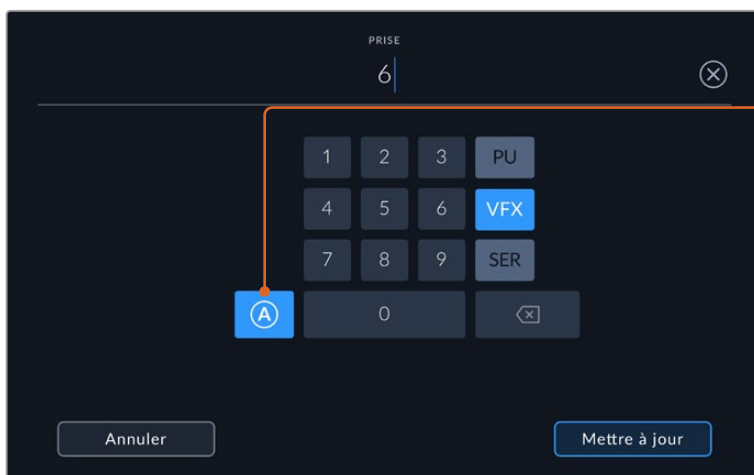 PRISE
6
1 2 3 PU
4 5 6 VFX
7 8 9 SER
A 0
Annuler Mettre à jour